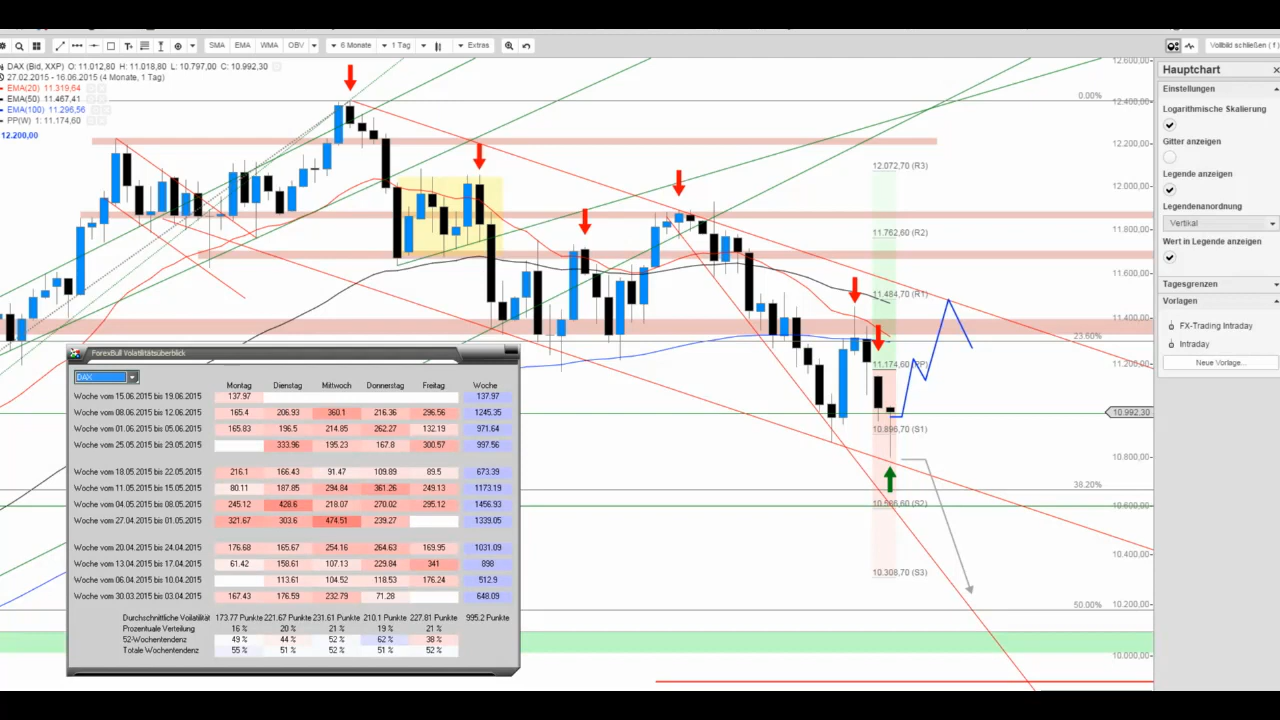 SMA EMA WMA OBV 6 Monate 1 Tag Extras Vollbild schließen ( f )
DAX (Bid, XXP) O: 11.012,80 H: 11.018,80 L: 10.797,00 C: 10.992,30
27.02.2015 - 16.06.2015 (4 Monate, 1 Tag)
EMA(20) 11.319,64
EMA(50) 11.467,41
EMA(100) 11.296,56
PP(W) 1: 11.174,60
12.200,00
0.00%
12.072,70 (R3)
11.762,60 (R2)
11.484,70 (R1)
23.60%
11.174,60 (PP)
10.896,70 (S1)
38.20%
(S2)
10.308,70 (S3)
50.00%
12.600,00
12.400,00
12.200,00
12.000,00
11.800,00
11.600,00
11.400,00
11.200,00
10.992,30
10.800,00
10.600,00
10.400,00
10.200,00
10.000,00
Hauptchart
Einstellungen
Logarithmische Skalierung
Gitter anzeigen
Legende anzeigen
Legendenanordnung
Vertikal
Wert in Legende anzeigen
Tagesgrenzen
Vorlagen
FX-Trading Intraday
Intraday
Neue Vorlage...
ForexBull Volatilitätsüberblick
DAX
Montag Dienstag Mittwoch Donnerstag Freitag Woche
Woche vom 15.06.2015 bis 19.06.2015 137.97 137.97
Woche vom 08.06.2015 bis 12.06.2015 165.4 206.93 360.1 216.36 296.56 1245.35
Woche vom 01.06.2015 bis 05.06.2015 165.83 196.5 214.85 262.27 132.19 971.64
Woche vom 25.05.2015 bis 29.05.2015 333.96 195.23 167.8 300.57 997.56
Woche vom 18.05.2015 bis 22.05.2015 216.1 166.43 91.47 109.89 89.5 673.39
Woche vom 11.05.2015 bis 15.05.2015 80.11 187.85 294.84 361.26 249.13 1173.19
Woche vom 04.05.2015 bis 08.05.2015 245.12 428.6 218.07 270.02 295.12 1456.93
Woche vom 27.04.2015 bis 01.05.2015 321.67 303.6 474.51 239.27 1339.05
Woche vom 20.04.2015 bis 24.04.2015 176.68 165.67 254.16 264.63 169.95 1031.09
Woche vom 13.04.2015 bis 17.04.2015 61.42 158.61 107.13 229.84 341 898
Woche vom 06.04.2015 bis 10.04.2015 113.61 104.52 118.53 176.24 512.9
Woche vom 30.03.2015 bis 03.04.2015 167.43 176.59 232.79 71.28 648.09
Durchschnittliche Voilatilität 173.77 Punkte 221.67 Punkte 231.61 Punkte 210.1 Punkte 227.81 Punkte 995.2 Punkte
Prozentuale Verteilung 16 % 20 % 21 % 19 % 21 %
52-Wochentendenz 49 % 44 % 52 % 62 % 38 %
Totale Wochentendenz 55 % 51 % 52 % 51 % 52 %